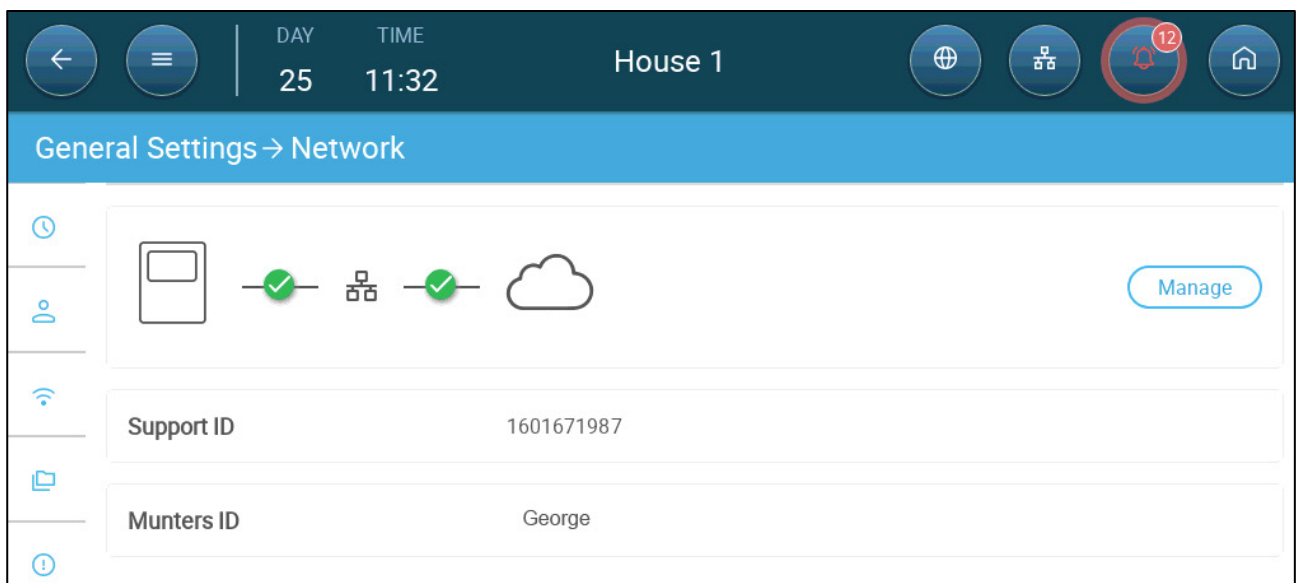 DAY TIME
25 11:32
House 1
12
General Settings → Network
Manage
Support ID 1601671987
Munters ID George